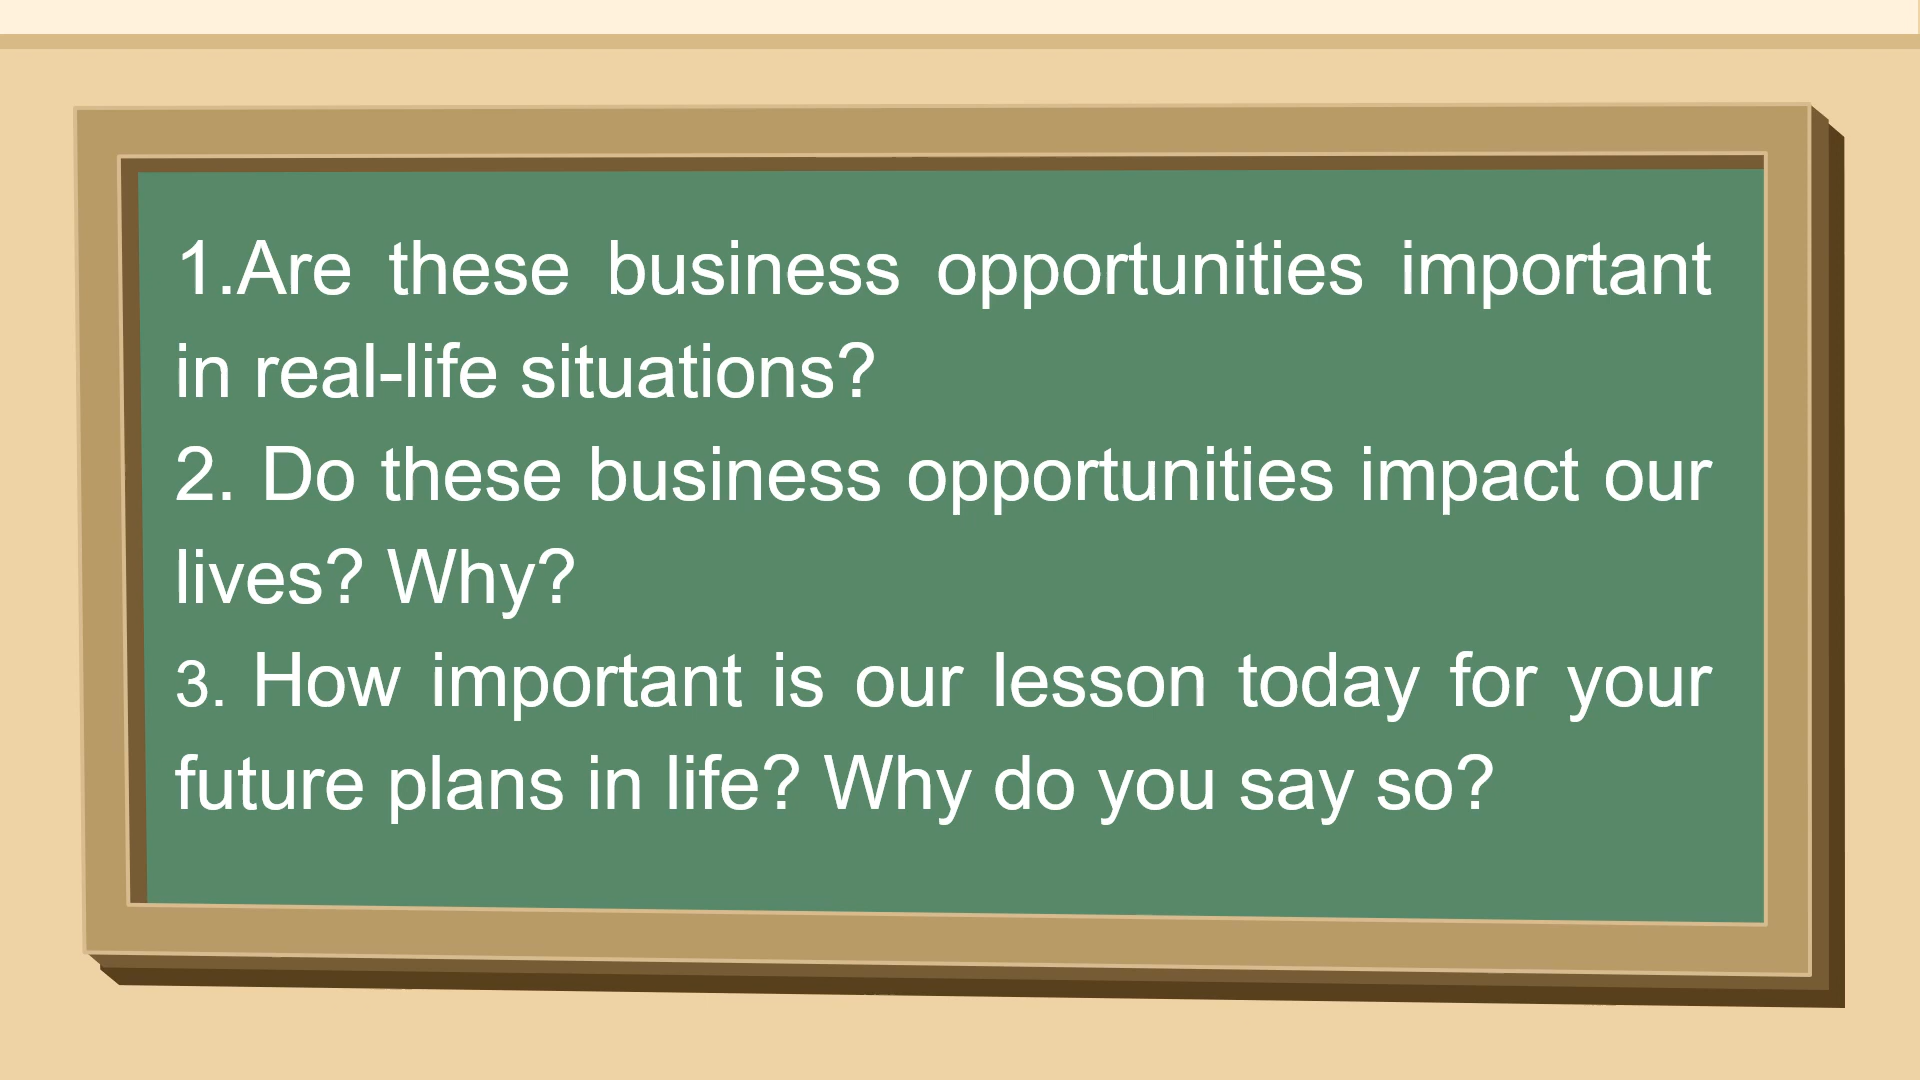 1.Are these business opportunities important
in real-life situations?
2. Do these business opportunities impact our
lives? Why?
3. How important is our lesson today for your
future plans in life? Why do you say so?